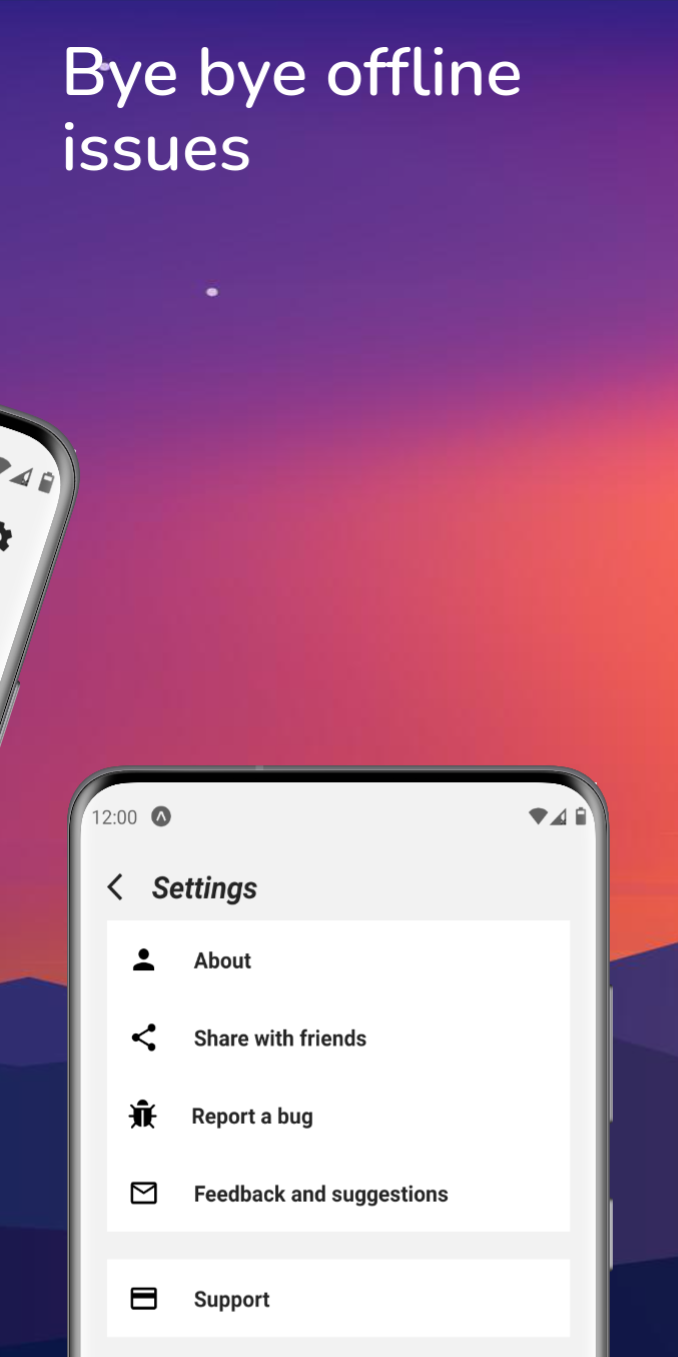 Bye bye offline
issues
12:00
Settings
About
Share with friends
Report a bug
Feedback and suggestions
Support